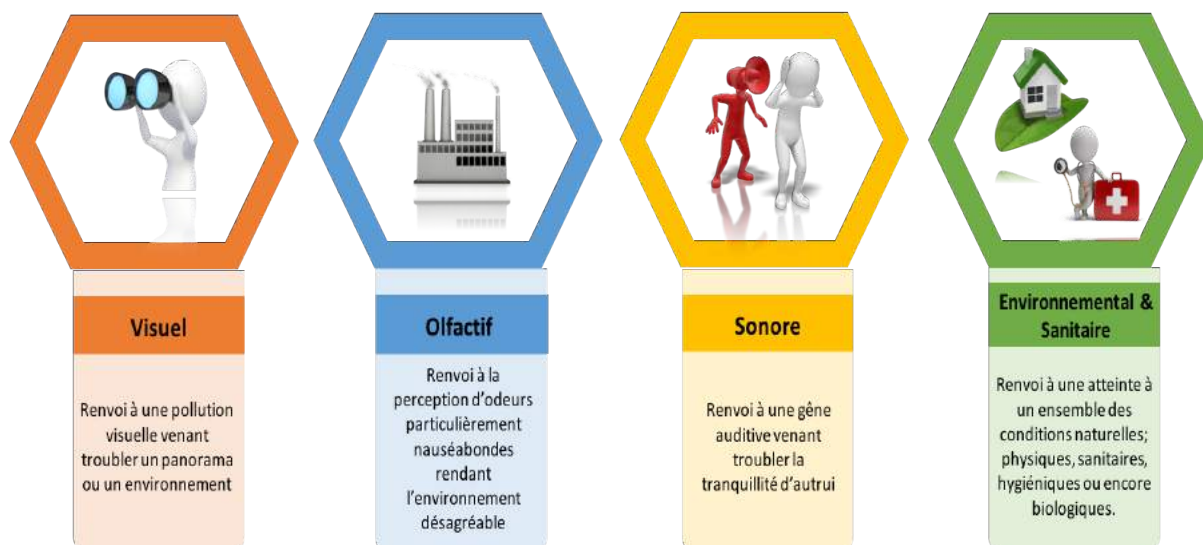 Visuel
Renvoi à une pollution
visuelle venant
troubler un panorama
ou un environnement
Olfactif
Renvoi à la
perception d'odeurs
particulièrement
nauséabondes
rendant
l'environnement
désagréable
Sonore
Renvoi à une gêne
auditive venant
troubler la
tranquillité d'autrui
Environnemental &
Sanitaire
Renvoi à une atteinte à
un ensemble des
conditions naturelles;
physiques, sanitaires,
hygiéniques ou encore
biologiques.